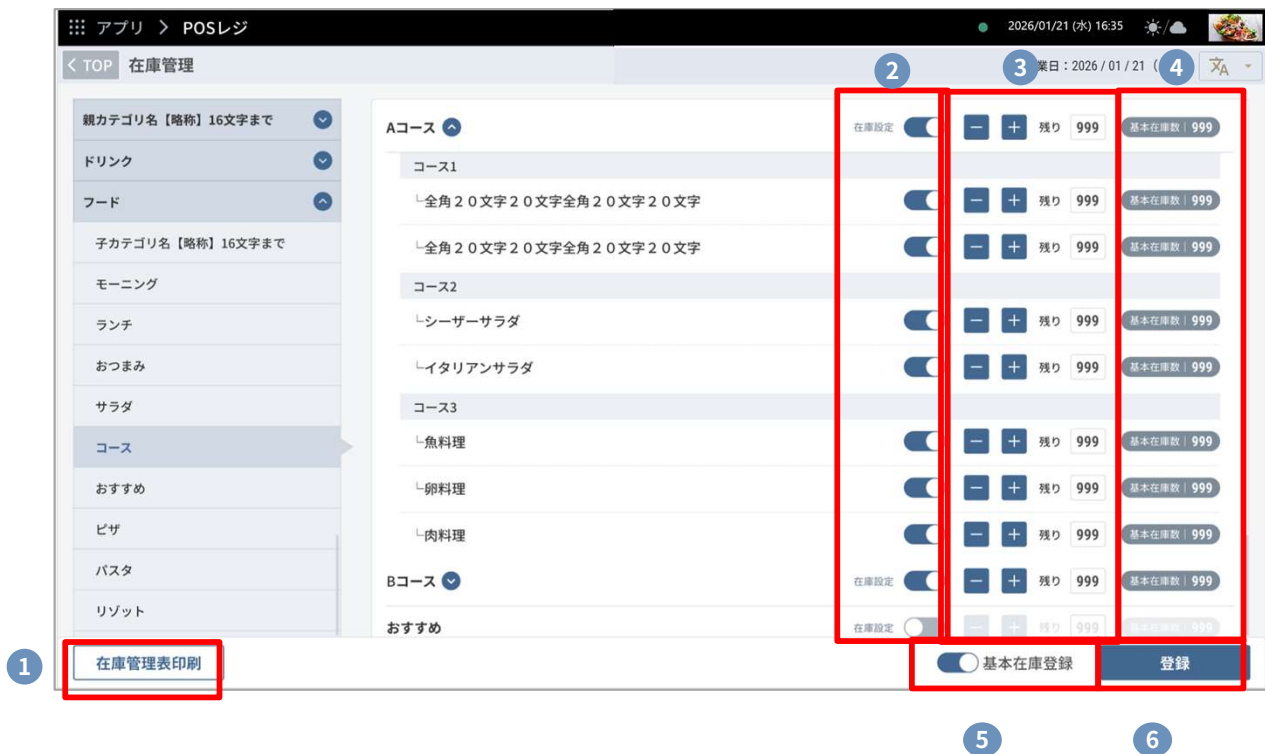 アプリ > POSレジ
2026/01/21 (水) 16:35
< TOP 在庫管理
業日：2026 / 01 / 21 (
2
3
4
親カテゴリ名【略称】16文字まで
ドリンク
フード
子カテゴリ名【略称】16文字まで
モーニング
ランチ
おつまみ
サラダ
コース
おすすめ
ピザ
パスタ
リゾット
Aコース 在庫設定 − + 残り 999 基本在庫数 | 999
コース1
└全角２０文字２０文字全角２０文字２０文字 − + 残り 999 基本在庫数 | 999
└全角２０文字２０文字全角２０文字２０文字 − + 残り 999 基本在庫数 | 999
コース2
└シーザーサラダ − + 残り 999 基本在庫数 | 999
└イタリアンサラダ − + 残り 999 基本在庫数 | 999
コース3
└魚料理 − + 残り 999 基本在庫数 | 999
└卵料理 − + 残り 999 基本在庫数 | 999
└肉料理 − + 残り 999 基本在庫数 | 999
Bコース 在庫設定 − + 残り 999 基本在庫数 | 999
おすすめ 在庫設定 − + 残り 999 基本在庫数 | 999
1
在庫管理表印刷
基本在庫登録
登録
5
6